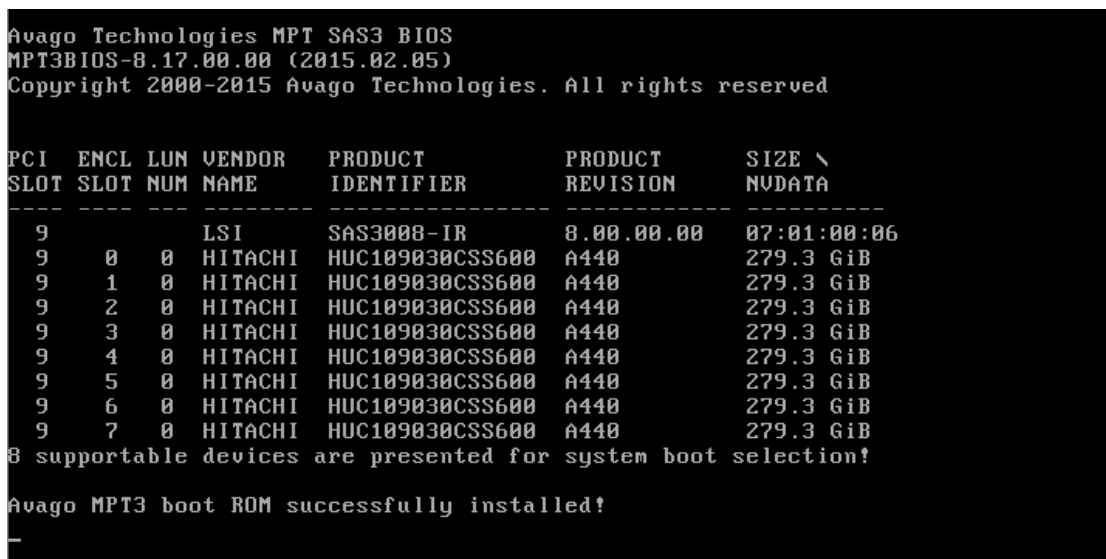 Avago Technologies MPT SAS3 BIOS
MPT3BIOS-8.17.00.00 (2015.02.05)
Copyright 2000-2015 Avago Technologies. All rights reserved
PCI ENCL LUN VENDOR PRODUCT PRODUCT SIZE \
SLOT SLOT NUM NAME IDENTIFIER REVISION NVDATA
---- ---- --- -------- ---------------- ------------ ----------
9 LSI SAS3008-IR 8.00.00.00 07:01:00:06
9 0 0 HITACHI HUC109030CSS600 A440 279.3 GiB
9 1 0 HITACHI HUC109030CSS600 A440 279.3 GiB
9 2 0 HITACHI HUC109030CSS600 A440 279.3 GiB
9 3 0 HITACHI HUC109030CSS600 A440 279.3 GiB
9 4 0 HITACHI HUC109030CSS600 A440 279.3 GiB
9 5 0 HITACHI HUC109030CSS600 A440 279.3 GiB
9 6 0 HITACHI HUC109030CSS600 A440 279.3 GiB
9 7 0 HITACHI HUC109030CSS600 A440 279.3 GiB
8 supportable devices are presented for system boot selection!
Avago MPT3 boot ROM successfully installed!
_